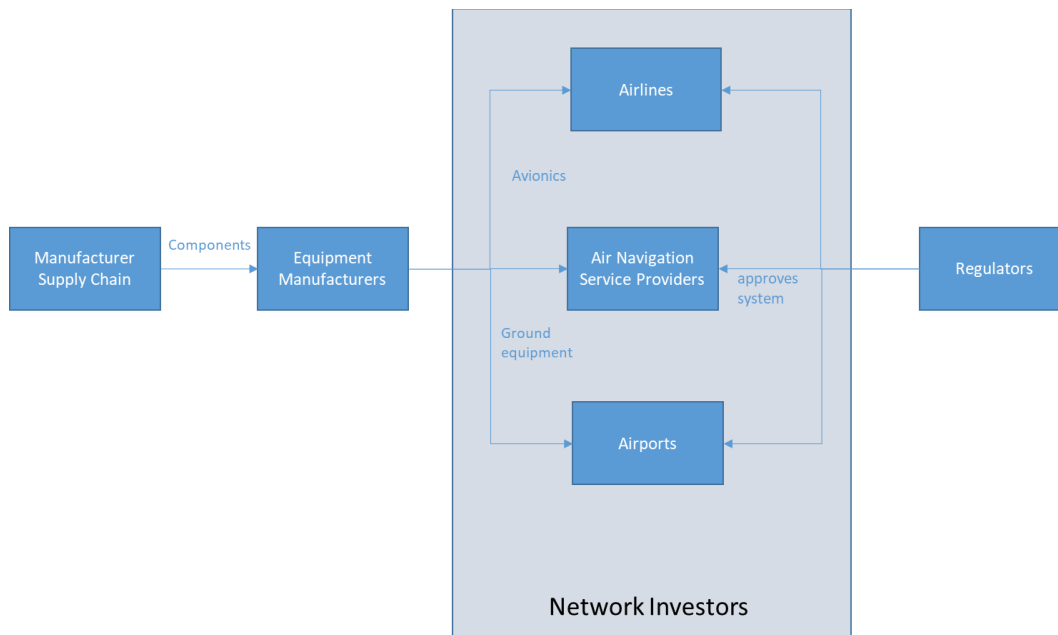 Airlines
Avionics
Components
Manufacturer
Supply Chain
Equipment
Manufacturers
Air Navigation
Service Providers
approves
system
Regulators
Ground
equipment
Airports
Network Investors